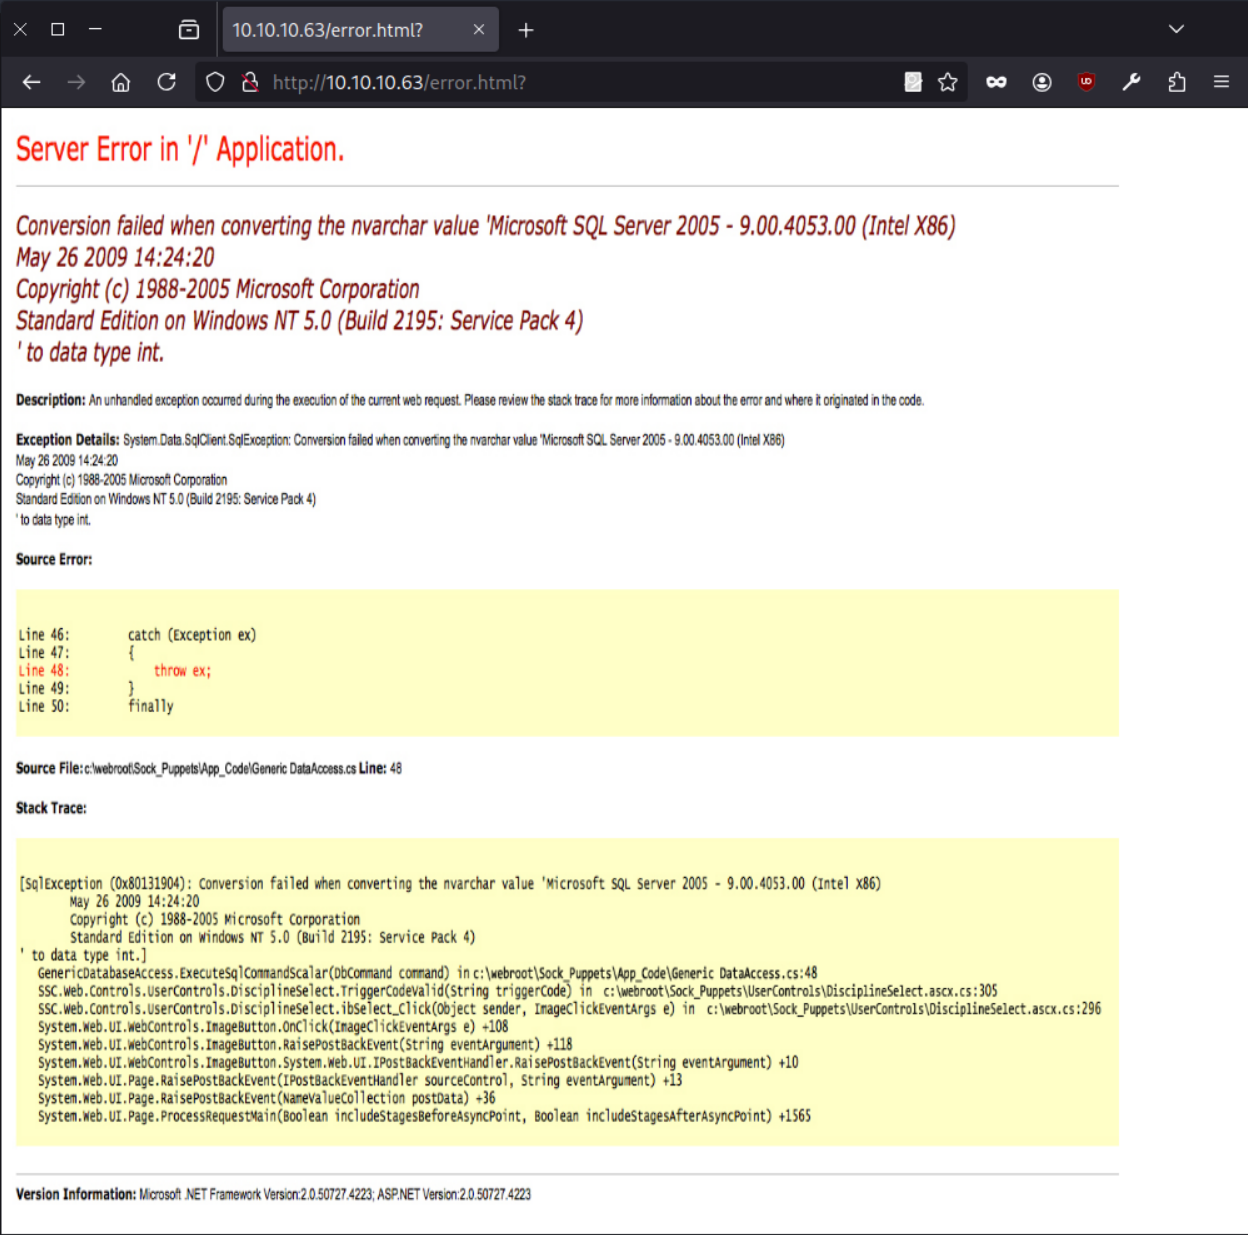 10.10.10.63/error.html?
http://10.10.10.63/error.html?
Server Error in '/' Application.
Conversion failed when converting the nvarchar value 'Microsoft SQL Server 2005 - 9.00.4053.00 (Intel X86)
May 26 2009 14:24:20
Copyright (c) 1988-2005 Microsoft Corporation
Standard Edition on Windows NT 5.0 (Build 2195: Service Pack 4)
' to data type int.
Description: An unhandled exception occurred during the execution of the current web request. Please review the stack trace for more information about the error and where it originated in the code.
Exception Details: System.Data.SqlClient.SqlException: Conversion failed when converting the nvarchar value 'Microsoft SQL Server 2005 - 9.00.4053.00 (Intel X86)
May 26 2009 14:24:20
Copyright (c) 1988-2005 Microsoft Corporation
Standard Edition on Windows NT 5.0 (Build 2195: Service Pack 4)
' to data type int.
Source Error:
Line 46: catch (Exception ex)
Line 47: {
Line 48: throw ex;
Line 49: }
Line 50: finally
Source File: c:\webroot\Sock_Puppets\App_Code\Generic DataAccess.cs Line: 48
Stack Trace:
[SqlException (0x80131904): Conversion failed when converting the nvarchar value 'Microsoft SQL Server 2005 - 9.00.4053.00 (Intel X86)
May 26 2009 14:24:20
Copyright (c) 1988-2005 Microsoft Corporation
Standard Edition on Windows NT 5.0 (Build 2195: Service Pack 4)
' to data type int.]
GenericDatabaseAccess.ExecuteSqlCommandScalar(DbCommand command) in c:\webroot\Sock_Puppets\App_Code\Generic DataAccess.cs:48
SSC.Web.Controls.UserControls.DisciplineSelect.TriggerCodeValid(String triggerCode) in c:\webroot\Sock_Puppets\UserControls\DisciplineSelect.ascx.cs:305
SSC.Web.Controls.UserControls.DisciplineSelect.ibSelect_Click(Object sender, ImageClickEventArgs e) in c:\webroot\Sock_Puppets\UserControls\DisciplineSelect.ascx.cs:296
System.Web.UI.WebControls.ImageButton.OnClick(ImageClickEventArgs e) +108
System.Web.UI.WebControls.ImageButton.RaisePostBackEvent(String eventArgument) +118
System.Web.UI.WebControls.ImageButton.System.Web.UI.IPostBackEventHandler.RaisePostBackEvent(String eventArgument) +10
System.Web.UI.Page.RaisePostBackEvent(IPostBackEventHandler sourceControl, String eventArgument) +13
System.Web.UI.Page.RaisePostBackEvent(NameValueCollection postData) +36
System.Web.UI.Page.ProcessRequestMain(Boolean includeStagesBeforeAsyncPoint, Boolean includeStagesAfterAsyncPoint) +1565
Version Information: Microsoft .NET Framework Version:2.0.50727.4223; ASP.NET Version:2.0.50727.4223